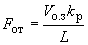 F_от = V_о.з k_р / L